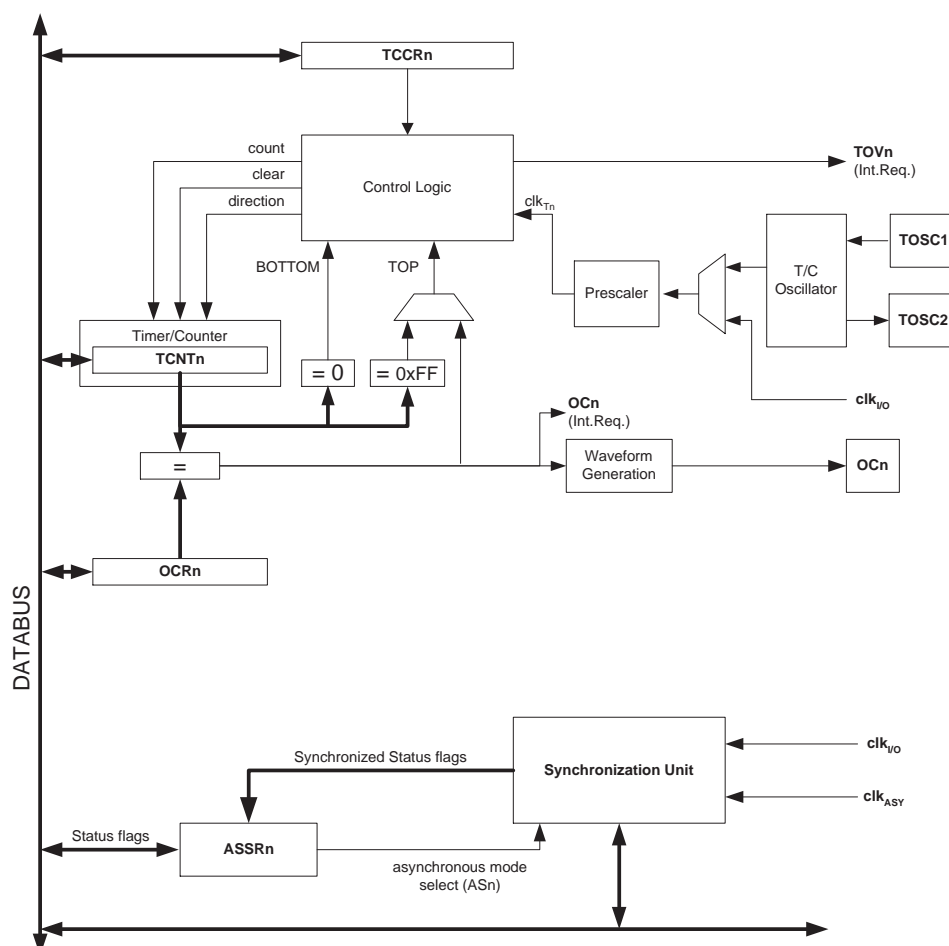 TCCRn
count
clear
direction
Control Logic
TOVn
(Int.Req.)
clkTn
TOSC1
T/C
Oscillator
TOSC2
BOTTOM
TOP
Prescaler
Timer/Counter
TCNTn
= 0
= 0xFF
clkI/O
OCn
(Int.Req.)
=
Waveform
Generation
OCn
OCRn
DATABUS
Synchronized Status flags
Synchronization Unit
clkI/O
clkASY
Status flags
ASSRn
asynchronous mode
select (ASn)